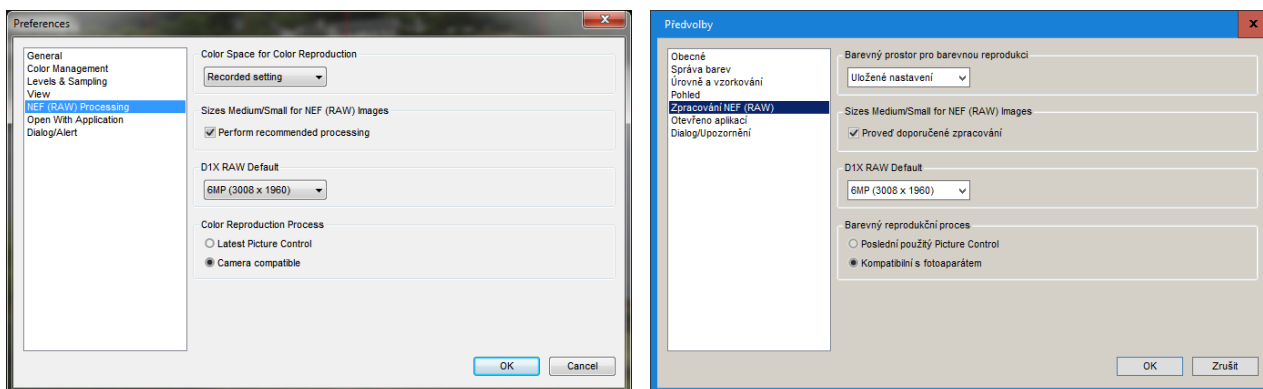 Preferences
General
Color Management
Levels & Sampling
View
NEF (RAW) Processing
Open With Application
Dialog/Alert
Color Space for Color Reproduction
Recorded setting
Sizes Medium/Small for NEF (RAW) Images
Perform recommended processing
D1X RAW Default
6MP (3008 x 1960)
Color Reproduction Process
Latest Picture Control
Camera compatible
OK Cancel
Předvolby
Obecné
Správa barev
Úrovně a vzorkování
Pohled
Zpracování NEF (RAW)
Otevřeno aplikací
Dialog/Upozornění
Barevný prostor pro barevnou reprodukci
Uložené nastavení
Sizes Medium/Small for NEF (RAW) Images
Proveď doporučené zpracování
D1X RAW Default
6MP (3008 x 1960)
Barevný reprodukční proces
Poslední použitý Picture Control
Kompatibilní s fotoaparátem
OK Zrušit